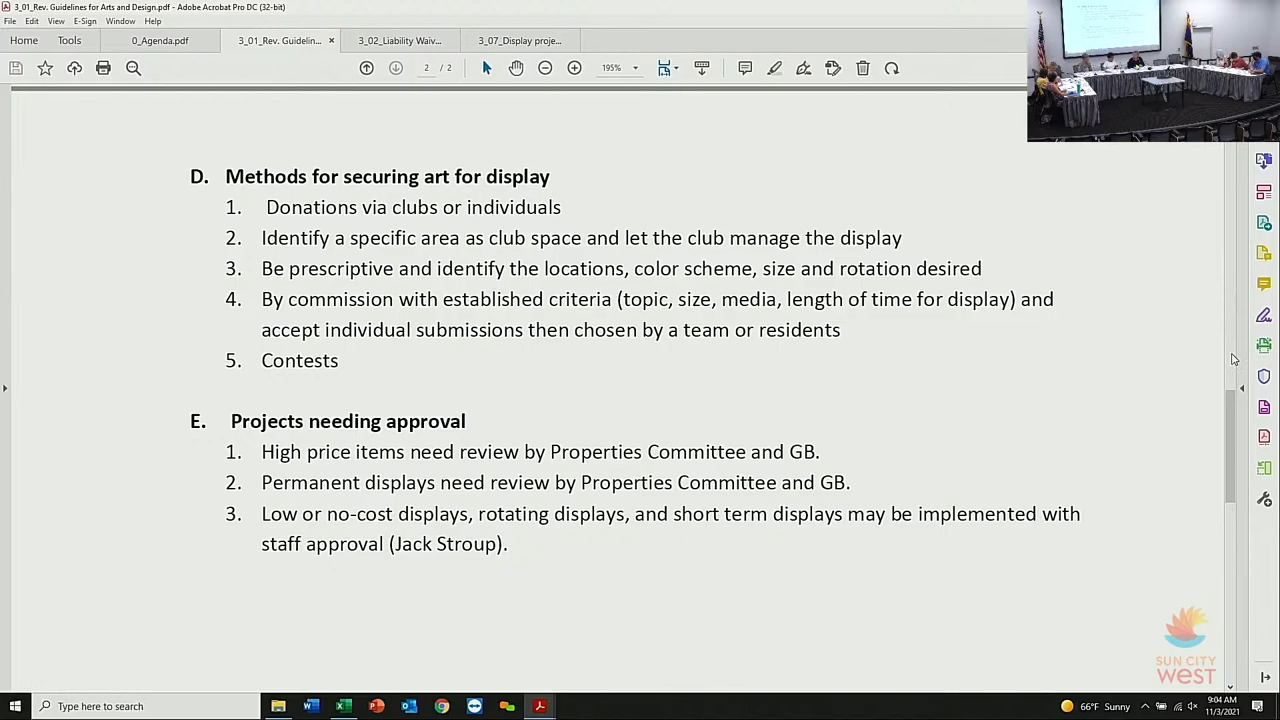 3_01_Rev. Guidelines for Arts and Design.pdf - Adobe Acrobat Pro DC (32-bit)
File Edit View E-Sign Window Help
Home Tools 0_Agenda.pdf 3_01_Rev. Guidelin... × 3_02_Liability Waiv... 3_07_Display proje...
2 / 2 195%
D. Methods for securing art for display
1. Donations via clubs or individuals
2. Identify a specific area as club space and let the club manage the display
3. Be prescriptive and identify the locations, color scheme, size and rotation desired
4. By commission with established criteria (topic, size, media, length of time for display) and
accept individual submissions then chosen by a team or residents
5. Contests
E. Projects needing approval
1. High price items need review by Properties Committee and GB.
2. Permanent displays need review by Properties Committee and GB.
3. Low or no-cost displays, rotating displays, and short term displays may be implemented with
staff approval (Jack Stroup).
SUN CITY
WEST
Type here to search
66°F Sunny
9:04 AM
11/3/2021